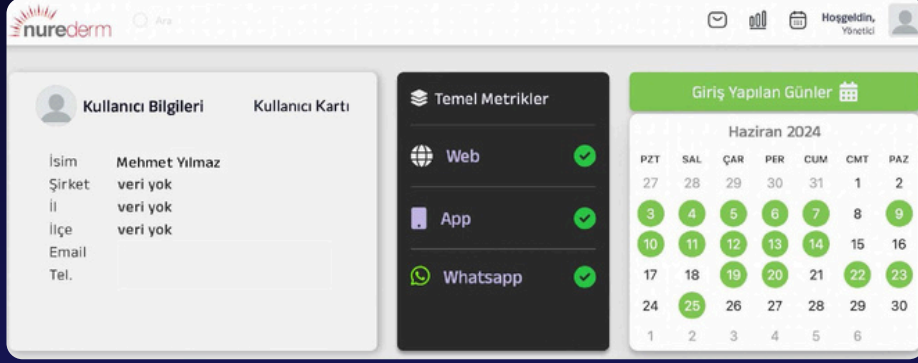 nurederm
Ara
Hoşgeldin,
Yönetici
Kullanıcı Bilgileri
Kullanıcı Kartı
İsim Mehmet Yılmaz
Şirket veri yok
İl veri yok
İlçe veri yok
Email
Tel.
Temel Metrikler
Web
App
Whatsapp
Giriş Yapılan Günler
Haziran 2024
PZT SAL ÇAR PER CUM CMT PAZ
27 28 29 30 31 1 2
3 4 5 6 7 8 9
10 11 12 13 14 15 16
17 18 19 20 21 22 23
24 25 26 27 28 29 30
1 2 3 4 5 6